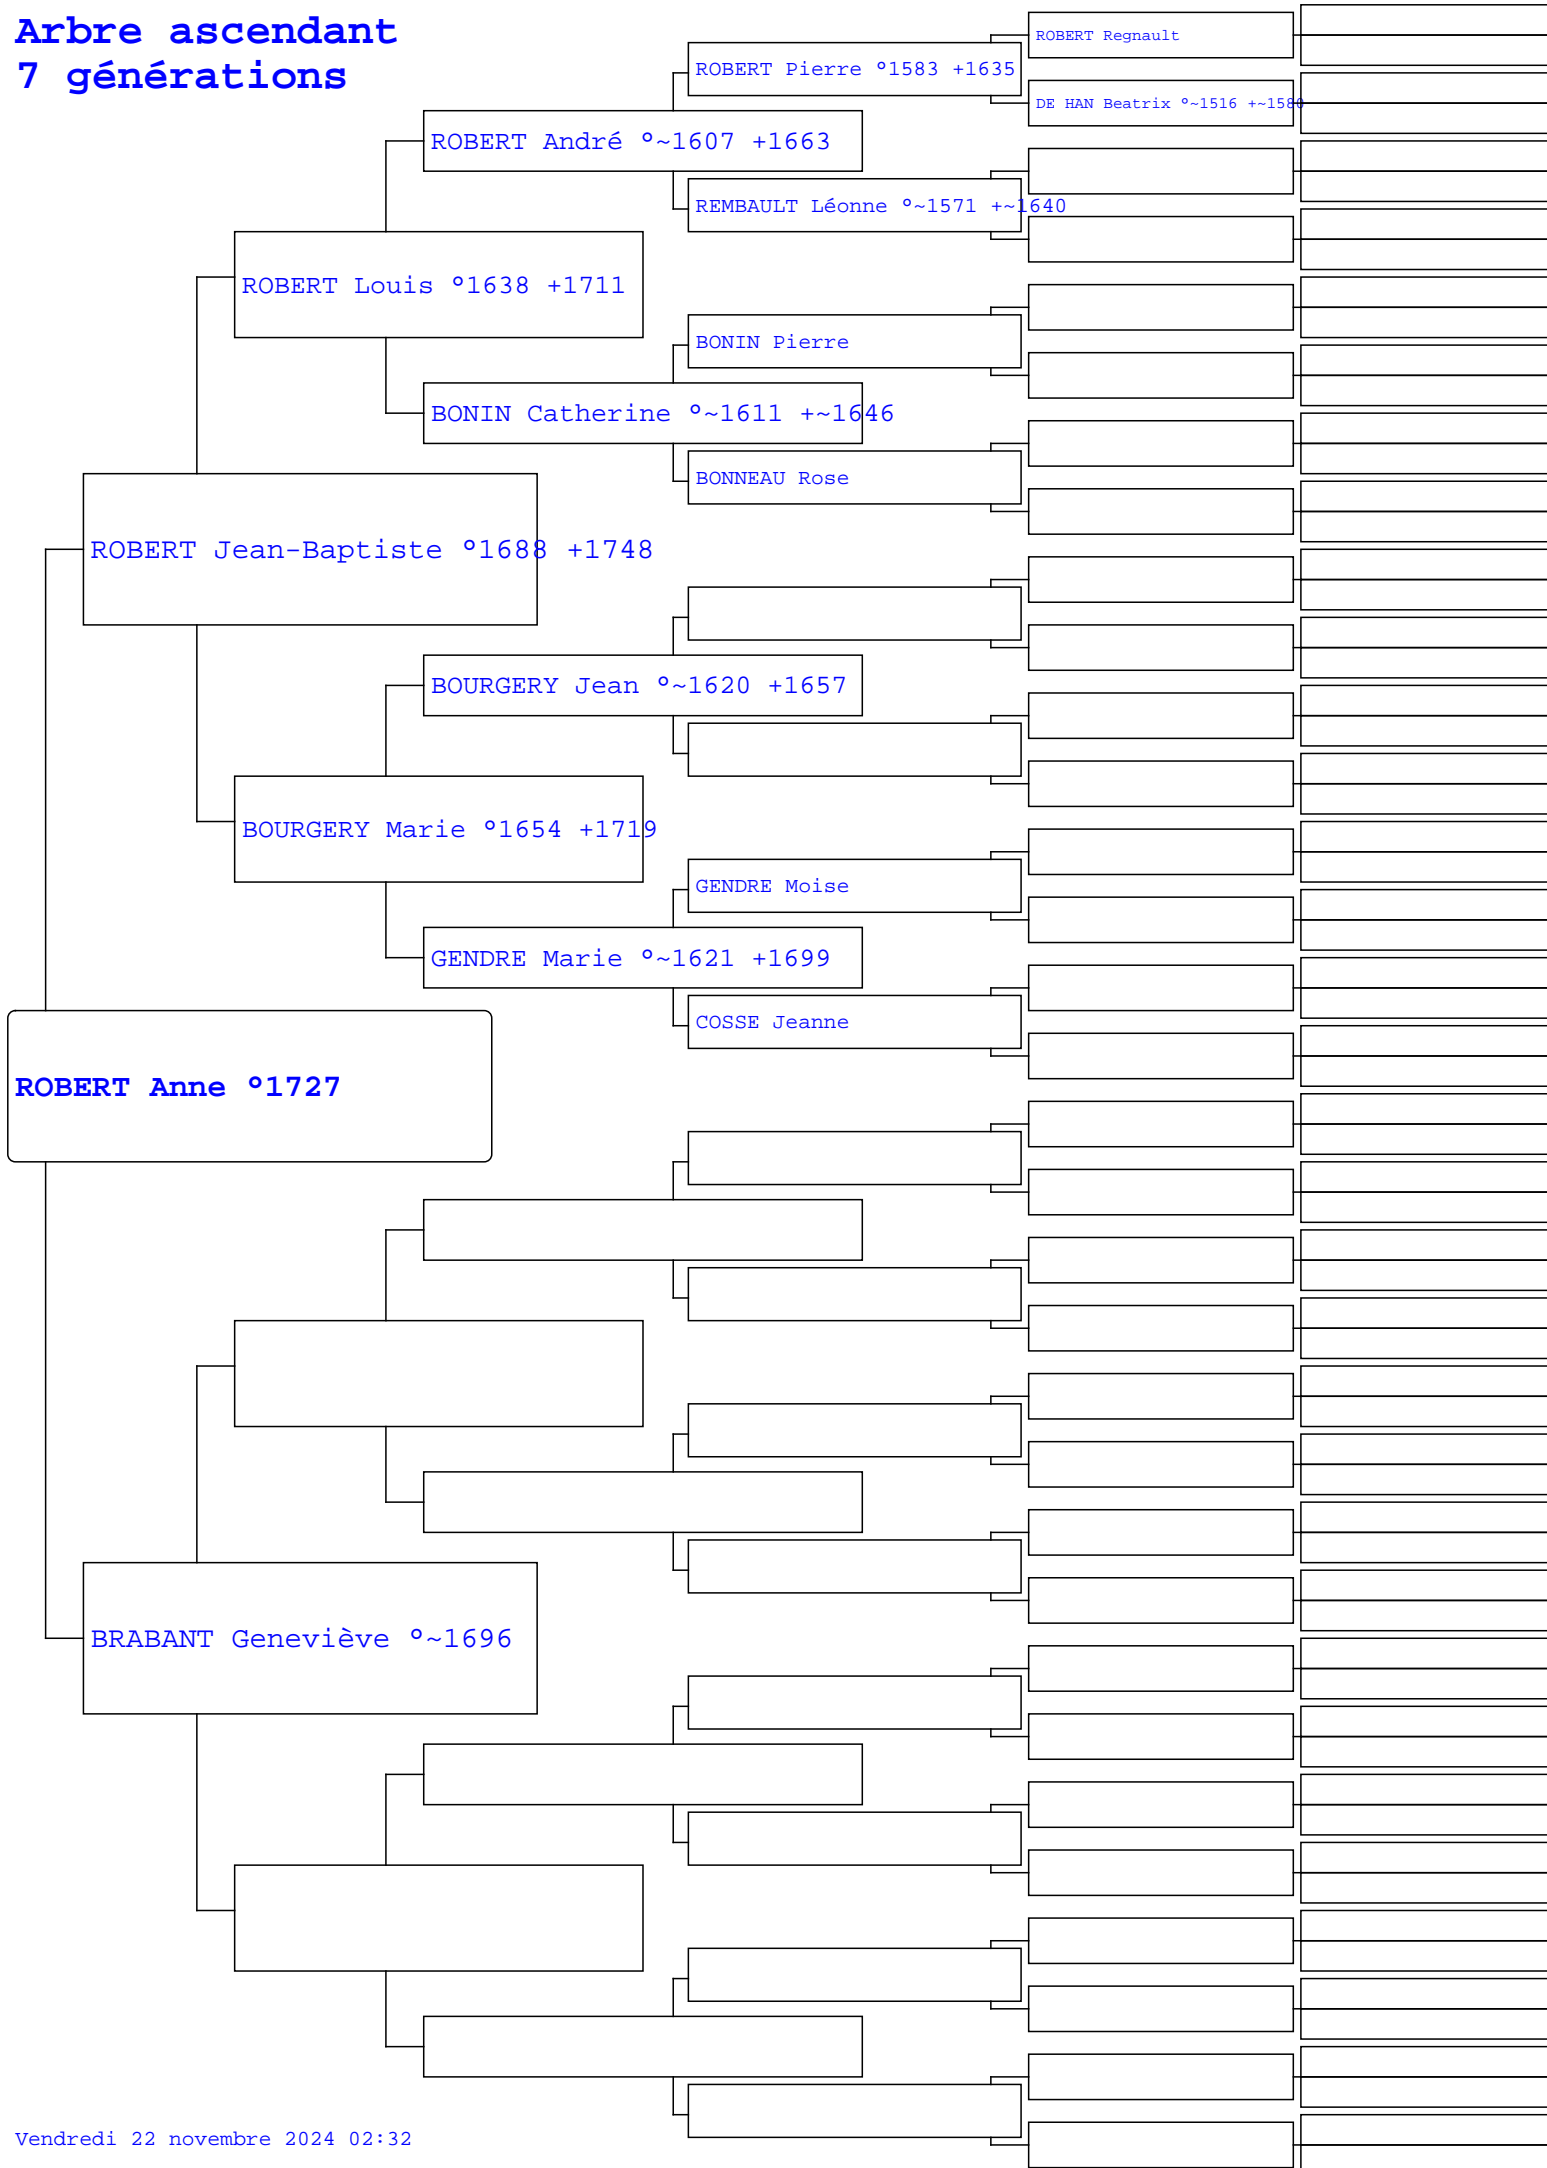 Arbre ascendant
7 générations
ROBERT Regnault
ROBERT Pierre °1583 +1635
DE HAN Beatrix °~1516 +~1580
ROBERT André °~1607 +1663
REMBAULT Léonne °~1571 +~1640
ROBERT Louis °1638 +1711
BONIN Pierre
BONIN Catherine °~1611 +~1646
BONNEAU Rose
ROBERT Jean-Baptiste °1688 +1748
BOURGERY Jean °~1620 +1657
BOURGERY Marie °1654 +1719
GENDRE Moise
GENDRE Marie °~1621 +1699
COSSE Jeanne
ROBERT Anne °1727
BRABANT Geneviève °~1696
Vendredi 22 novembre 2024 02:32